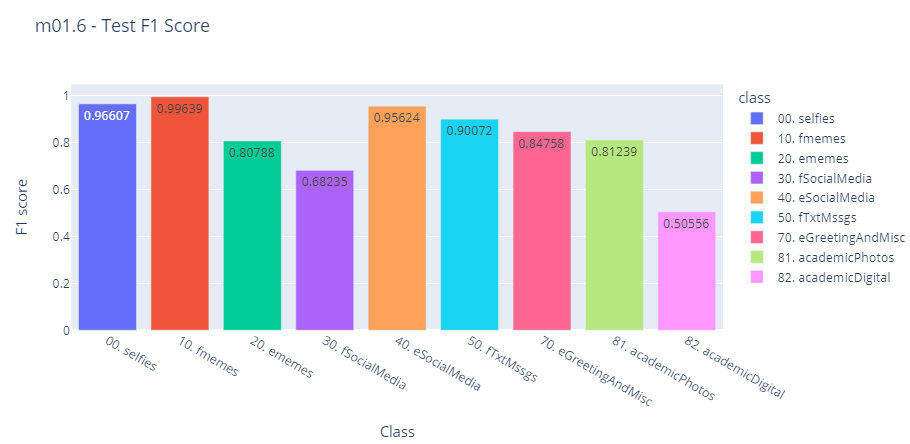 m01.6 - Test F1 Score
F1 score
1
0.8
0.6
0.4
0.2
0
0.96607
0.99639
0.80788
0.68235
0.95624
0.90072
0.84758
0.81239
0.50556
00. selfies
10. fmemes
20. ememes
30. fSocialMedia
40. eSocialMedia
50. fTxtMssgs
70. eGreetingAndMisc
81. academicPhotos
82. academicDigital
Class
class
00. selfies
10. fmemes
20. ememes
30. fSocialMedia
40. eSocialMedia
50. fTxtMssgs
70. eGreetingAndMisc
81. academicPhotos
82. academicDigital